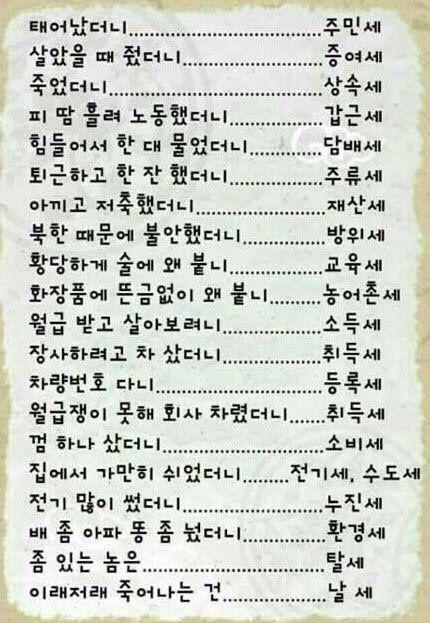 태어났더니..............................주민세
살았을 때 줬더니......................증여세
죽었더니.................................상속세
피 땀 흘려 노동했더니..............갑근세
힘들어서 한 대 물었더니............담배세
퇴근하고 한 잔 했더니..............주류세
아끼고 저축했더니...................재산세
북한 때문에 불안했더니............방위세
황당하게 술에 왜 붙니..............교육세
화장품에 뜬금없이 왜 붙니........농어촌세
월급 받고 살아보려니...............소득세
장사하려고 차 샀더니...............취득세
차량번호 다니.........................등록세
월급쟁이 못해 회사 차렸더니......취득세
껌 하나 샀더니........................소비세
집에서 가만히 쉬었더니.......전기세, 수도세
전기 많이 썼더니.....................누진세
배 좀 아파 똥 좀 눴더니............환경세
좀 있는 놈은...........................탈세
이래저래 죽어나는 건................날 세